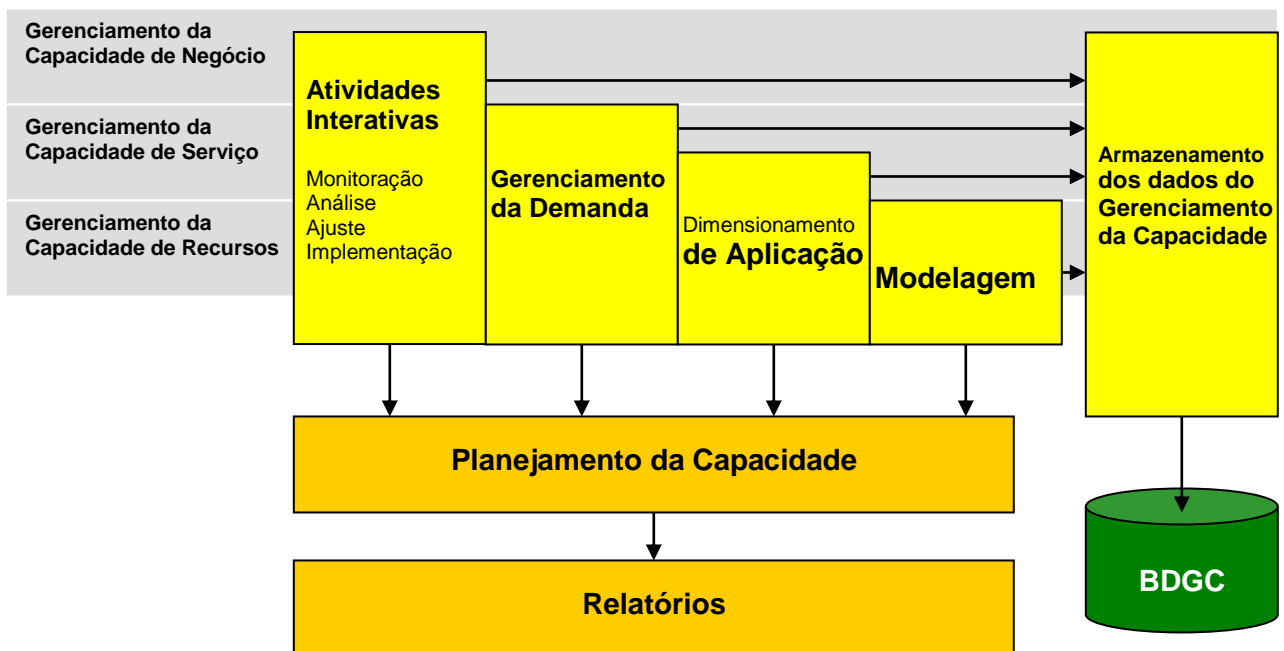 Gerenciamento da
Capacidade de Negócio
Gerenciamento da
Capacidade de Serviço
Gerenciamento da
Capacidade de Recursos
Atividades
Interativas
Monitoração
Análise
Ajuste
Implementação
Gerenciamento
da Demanda
Dimensionamento
de Aplicação
Modelagem
Armazenamento
dos dados do
Gerenciamento
da Capacidade
Planejamento da Capacidade
Relatórios
BDGC